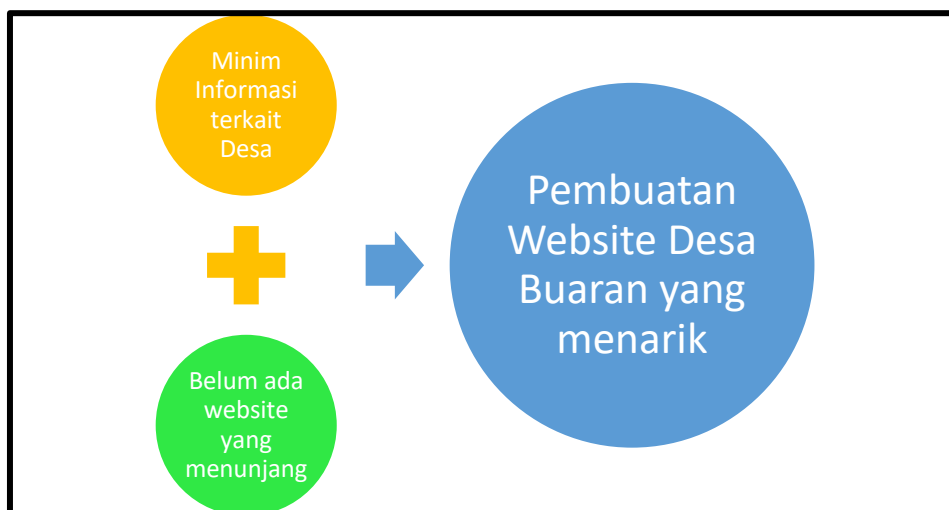 Minim
Informasi
terkait
Desa
Belum ada
website
yang
menunjang
Pembuatan
Website Desa
Buaran yang
menarik